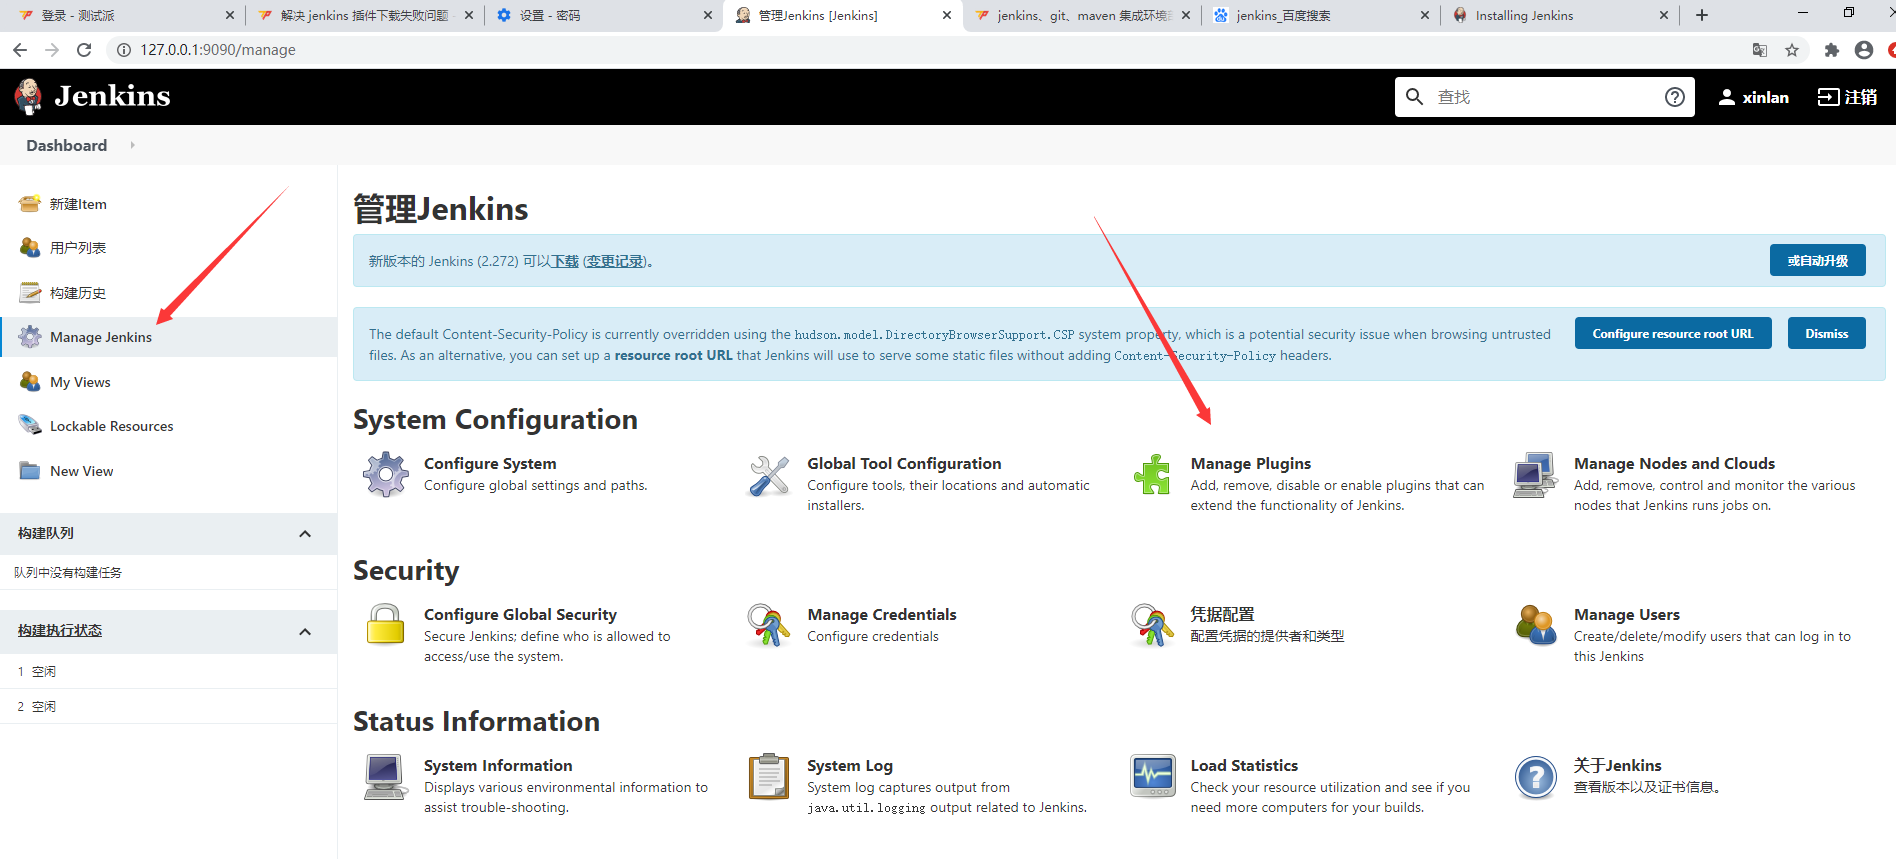 登录 - 测试派
解决 jenkins 插件下载失败问题 -
设置 - 密码
管理Jenkins [Jenkins]
jenkins、git、maven 集成环境
jenkins_百度搜索
Installing Jenkins
127.0.0.1:9090/manage
Jenkins
查找
xinlan
注销
Dashboard
新建Item
用户列表
构建历史
Manage Jenkins
My Views
Lockable Resources
New View
构建队列
队列中没有构建任务
构建执行状态
1 空闲
2 空闲
管理Jenkins
新版本的 Jenkins (2.272) 可以下载 (变更记录)。
或自动升级
The default Content-Security-Policy is currently overridden using the hudson.model.DirectoryBrowserSupport.CSP system property, which is a potential security issue when browsing untrusted
files. As an alternative, you can set up a resource root URL that Jenkins will use to serve some static files without adding Content-Security-Policy headers.
Configure resource root URL
Dismiss
System Configuration
Configure System
Configure global settings and paths.
Global Tool Configuration
Configure tools, their locations and automatic
installers.
Manage Plugins
Add, remove, disable or enable plugins that can
extend the functionality of Jenkins.
Manage Nodes and Clouds
Add, remove, control and monitor the various
nodes that Jenkins runs jobs on.
Security
Configure Global Security
Secure Jenkins; define who is allowed to
access/use the system.
Manage Credentials
Configure credentials
凭据配置
配置凭据的提供者和类型
Manage Users
Create/delete/modify users that can log in to
this Jenkins
Status Information
System Information
Displays various environmental information to
assist trouble-shooting.
System Log
System log captures output from
java.util.logging output related to Jenkins.
Load Statistics
Check your resource utilization and see if you
need more computers for your builds.
关于Jenkins
查看版本以及证书信息。